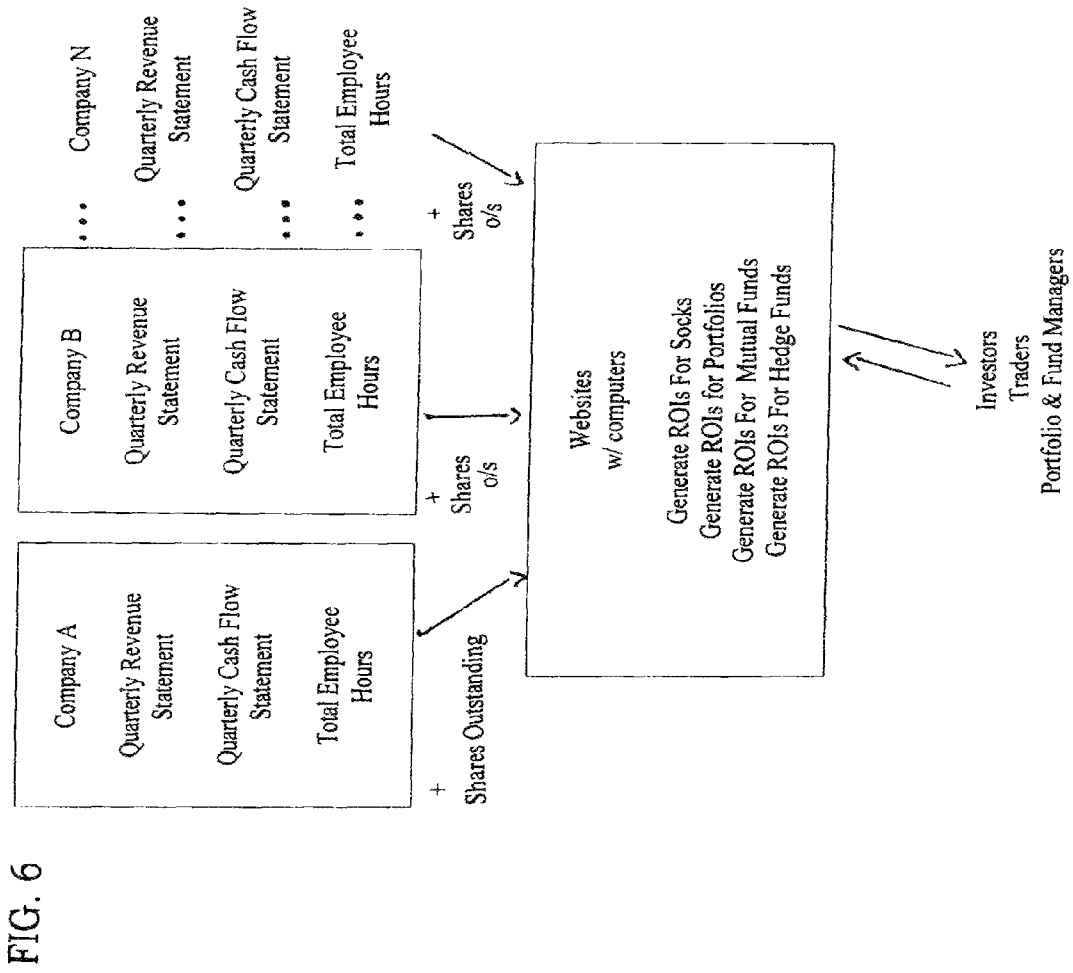 FIG. 6
Company A
Quarterly Revenue
Statement
Quarterly Cash Flow
Statement
Total Employee
Hours
+
Shares Outstanding
Company B
Quarterly Revenue
Statement
Quarterly Cash Flow
Statement
Total Employee
Hours
+
Shares
o/s
• • • Company N
• • • Quarterly Revenue
Statement
• • • Quarterly Cash Flow
Statement
• • • Total Employee
Hours
+
Shares
o/s
Websites
w/ computers
Generate ROIs For Socks
Generate ROIs for Portfolios
Generate ROIs For Mutual Funds
Generate ROIs For Hedge Funds
Investors
Traders
Portfolio & Fund Managers